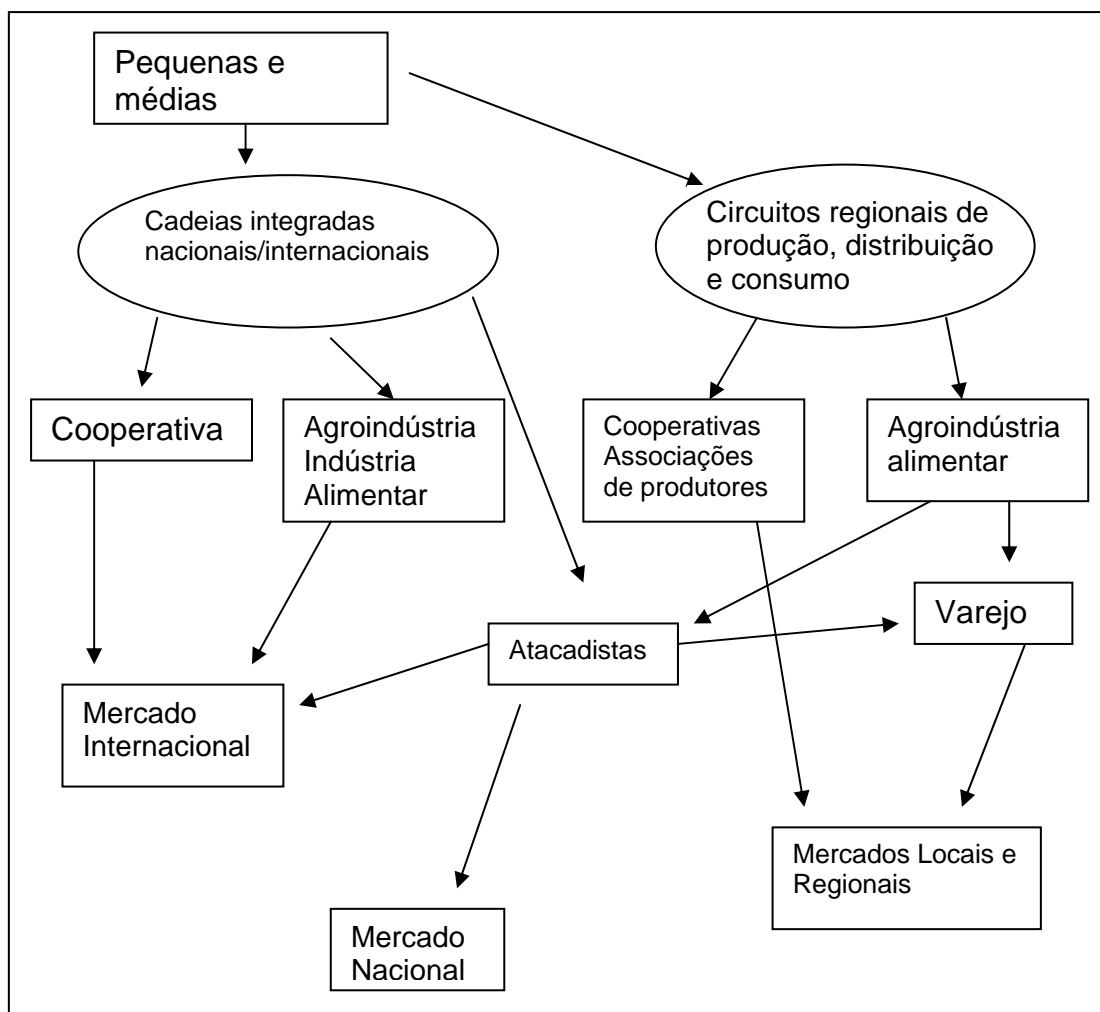 Pequenas e
médias
Cadeias integradas
nacionais/internacionais
Circuitos regionais de
produção, distribuição
e consumo
Cooperativa
Agroindústria
Indústria
Alimentar
Cooperativas
Associações
de produtores
Agroindústria
alimentar
Varejo
Atacadistas
Mercado
Internacional
Mercados Locais e
Regionais
Mercado
Nacional